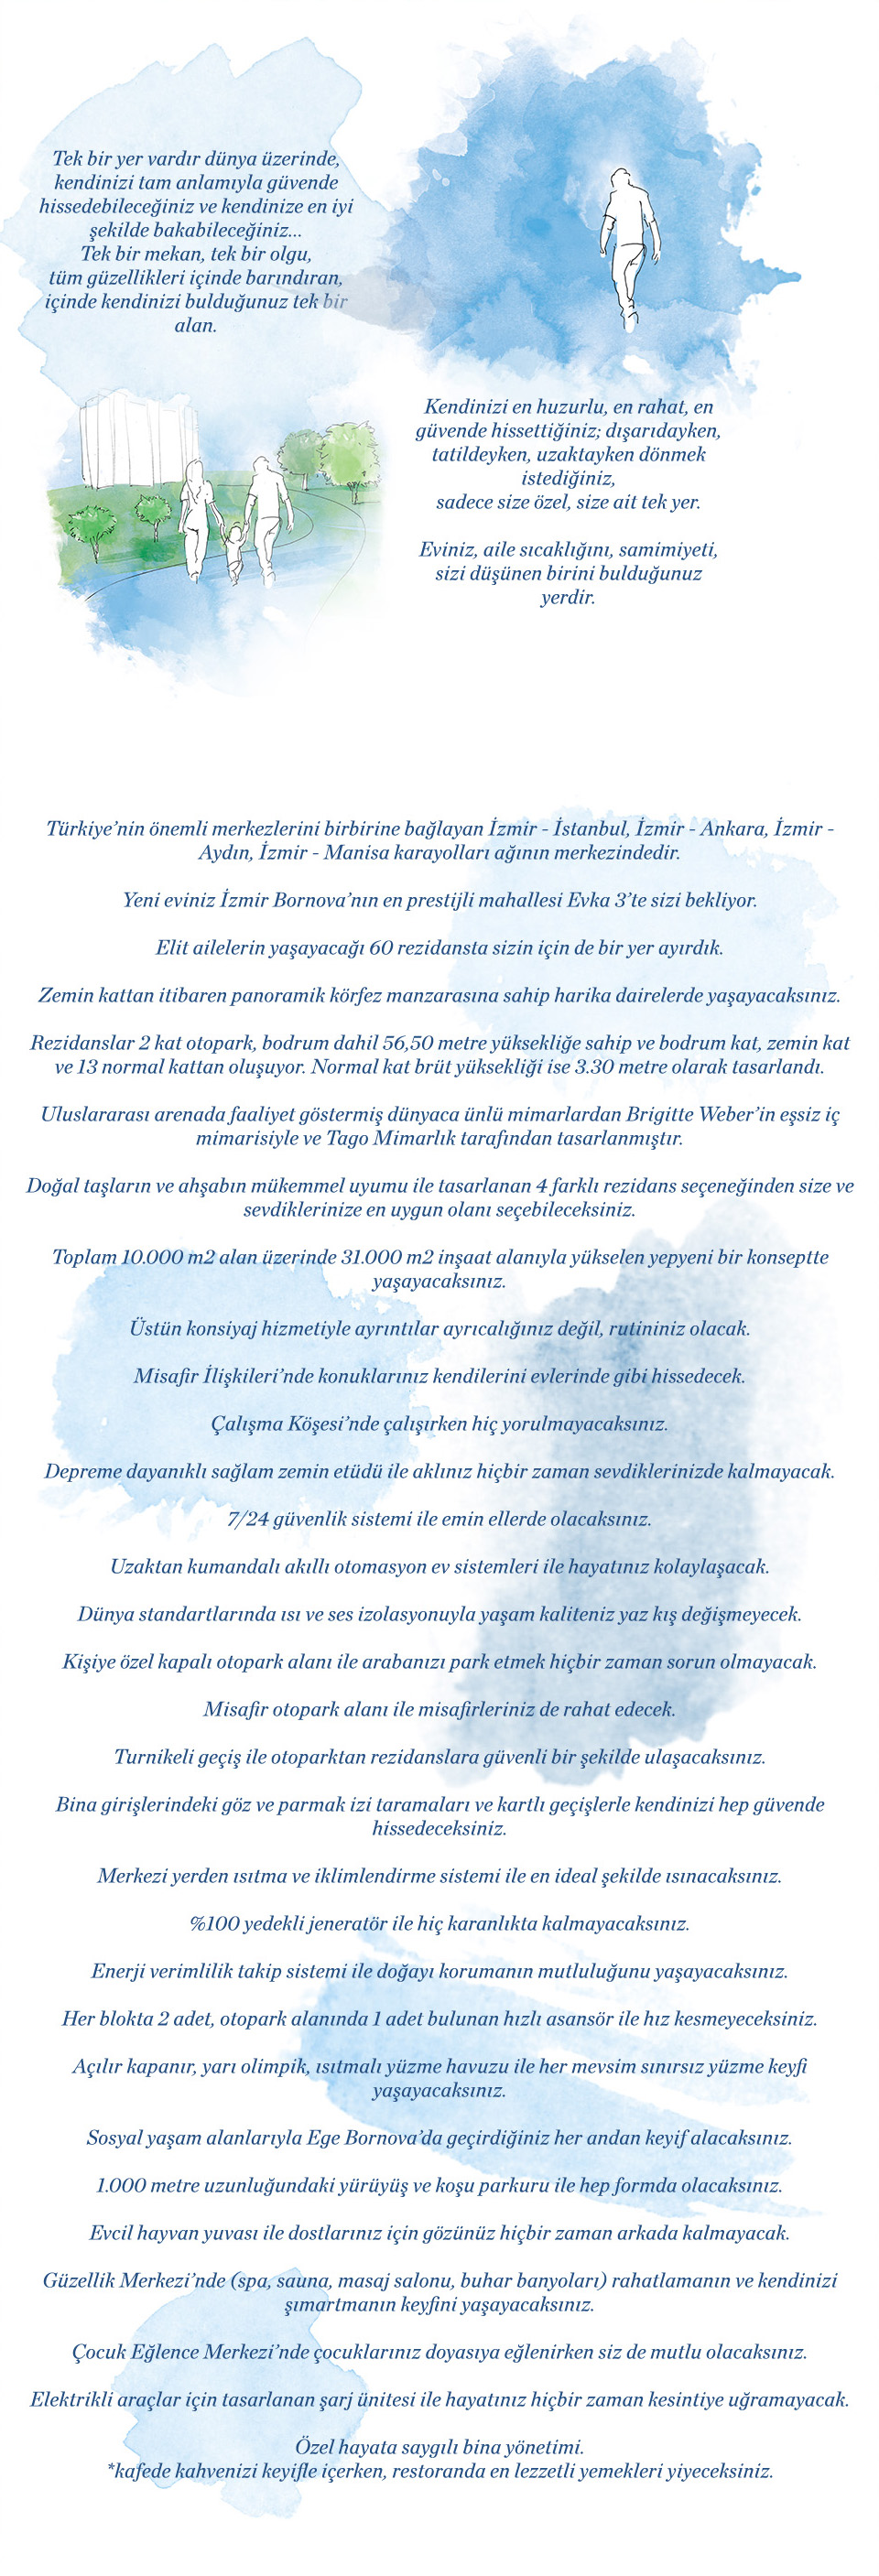 Tek bir yer vardır dünya üzerinde,
kendinizi tam anlamıyla güvende
hissedebileceğiniz ve kendinize en iyi
şekilde bakabileceğiniz...
Tek bir mekan, tek bir olgu,
tüm güzellikleri içinde barındıran,
içinde kendinizi bulduğunuz tek bir
alan.
Kendinizi en huzurlu, en rahat, en
güvende hissettiğiniz; dışarıdayken,
tatildeyken, uzaktayken dönmek
istediğiniz,
sadece size özel, size ait tek yer.
Eviniz, aile sıcaklığını, samimiyeti,
sizi düşünen birini bulduğunuz
yerdir.
Türkiye’nin önemli merkezlerini birbirine bağlayan İzmir - İstanbul, İzmir - Ankara, İzmir -
Aydın, İzmir - Manisa karayolları ağının merkezindedir.
Yeni eviniz İzmir Bornova’nın en prestijli mahallesi Evka 3’te sizi bekliyor.
Elit ailelerin yaşayacağı 60 rezidansta sizin için de bir yer ayırdık.
Zemin kattan itibaren panoramik körfez manzarasına sahip harika dairelerde yaşayacaksınız.
Rezidanslar 2 kat otopark, bodrum dahil 56,50 metre yüksekliğe sahip ve bodrum kat, zemin kat
ve 13 normal kattan oluşuyor. Normal kat brüt yüksekliği ise 3.30 metre olarak tasarlandı.
Uluslararası arenada faaliyet göstermiş dünyaca ünlü mimarlardan Brigitte Weber’in eşsiz iç
mimarisiyle ve Tago Mimarlık tarafından tasarlanmıştır.
Doğal taşların ve ahşabın mükemmel uyumu ile tasarlanan 4 farklı rezidans seçeneğinden size ve
sevdiklerinize en uygun olanı seçebileceksiniz.
Toplam 10.000 m2 alan üzerinde 31.000 m2 inşaat alanıyla yükselen yepyeni bir konseptte
yaşayacaksınız.
Üstün konsiyaj hizmetiyle ayrıntılar ayrıcalığınız değil, rutininiz olacak.
Misafir İlişkileri’nde konuklarınız kendilerini evlerinde gibi hissedecek.
Çalışma Köşesi’nde çalışırken hiç yorulmayacaksınız.
Depreme dayanıklı sağlam zemin etüdü ile aklınız hiçbir zaman sevdiklerinizde kalmayacak.
7/24 güvenlik sistemi ile emin ellerde olacaksınız.
Uzaktan kumandalı akıllı otomasyon ev sistemleri ile hayatınız kolaylaşacak.
Dünya standartlarında ısı ve ses izolasyonuyla yaşam kaliteniz yaz kış değişmeyecek.
Kişiye özel kapalı otopark alanı ile arabanızı park etmek hiçbir zaman sorun olmayacak.
Misafir otopark alanı ile misafirleriniz de rahat edecek.
Turnikeli geçiş ile otoparktan rezidanslara güvenli bir şekilde ulaşacaksınız.
Bina girişlerindeki göz ve parmak izi taramaları ve kartlı geçişlerle kendinizi hep güvende
hissedeceksiniz.
Merkezi yerden ısıtma ve iklimlendirme sistemi ile en ideal şekilde ısınacaksınız.
%100 yedekli jeneratör ile hiç karanlıkta kalmayacaksınız.
Enerji verimlilik takip sistemi ile doğayı korumanın mutluluğunu yaşayacaksınız.
Her blokta 2 adet, otopark alanında 1 adet bulunan hızlı asansör ile hız kesmeyeceksiniz.
Açılır kapanır, yarı olimpik, ısıtmalı yüzme havuzu ile her mevsim sınırsız yüzme keyfi
yaşayacaksınız.
Sosyal yaşam alanlarıyla Ege Bornova’da geçirdiğiniz her andan keyif alacaksınız.
1.000 metre uzunluğundaki yürüyüş ve koşu parkuru ile hep formda olacaksınız.
Evcil hayvan yuvası ile dostlarınız için gözünüz hiçbir zaman arkada kalmayacak.
Güzellik Merkezi’nde (spa, sauna, masaj salonu, buhar banyoları) rahatlamanın ve kendinizi
şımartmanın keyfini yaşayacaksınız.
Çocuk Eğlence Merkezi’nde çocuklarınız doyasıya eğlenirken siz de mutlu olacaksınız.
Elektrikli araçlar için tasarlanan şarj ünitesi ile hayatınız hiçbir zaman kesintiye uğramayacak.
Özel hayata saygılı bina yönetimi.
*kafede kahvenizi keyifle içerken, restoranda en lezzetli yemekleri yiyeceksiniz.